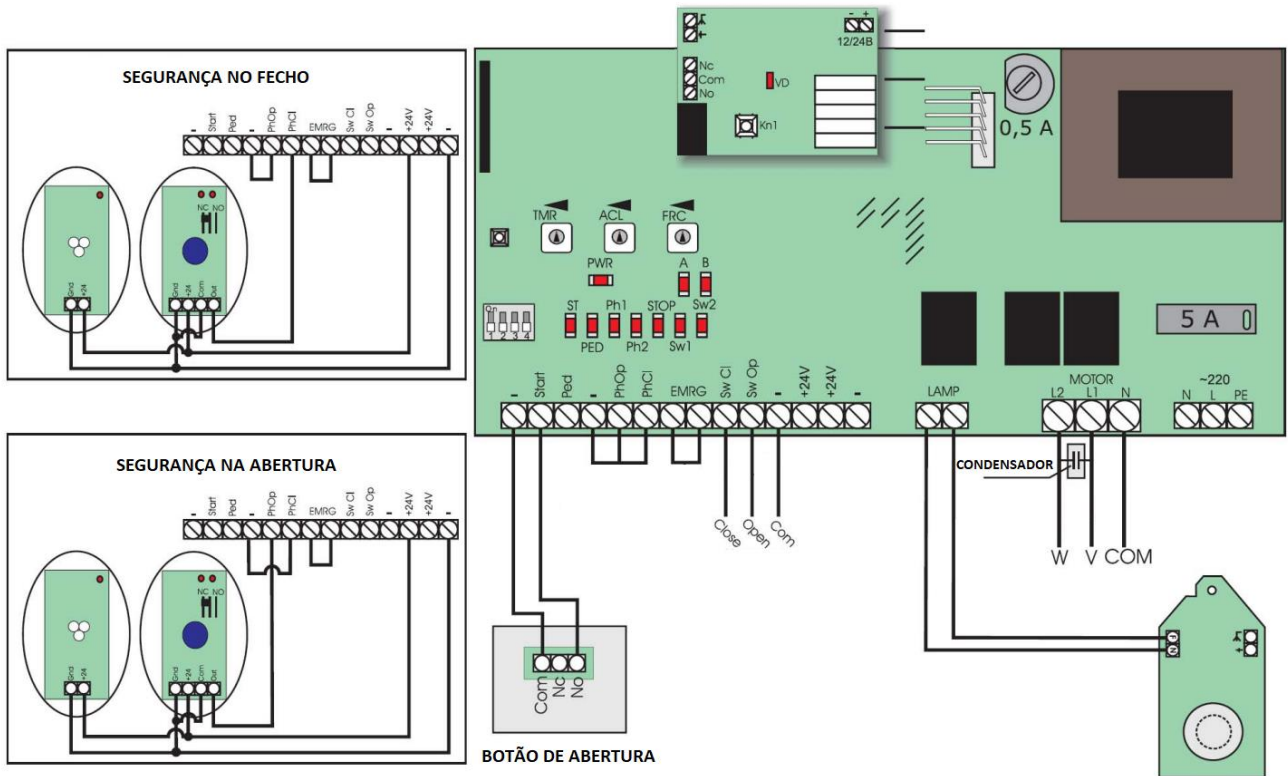 SEGURANÇA NO FECHO
- Start Ped - PhOp PhCl EMRG Sw Cl Sw Op - +24V +24V -
NC NO
Gnd +24
Gnd +24 Com Out
SEGURANÇA NA ABERTURA
- Start Ped - PhOp PhCl EMRG Sw Cl Sw Op - +24V +24V -
NC NO
Gnd +24
Gnd +24 Com Out
- +
12/24B
Nc
Com
No
VD
Kn1
0,5 A
TMR ACL FRC
PWR A B
On
1 2 3 4
ST Ph1 STOP Sw2
PED Ph2 Sw1
5 A
- Start Ped - PhOp PhCl EMRG Sw Cl Sw Op - +24V +24V -
LAMP
MOTOR
L2 L1 N
~220
N L PE
CONDENSADOR
Close Open Com
W V COM
Com Nc No
BOTÃO DE ABERTURA
F
N